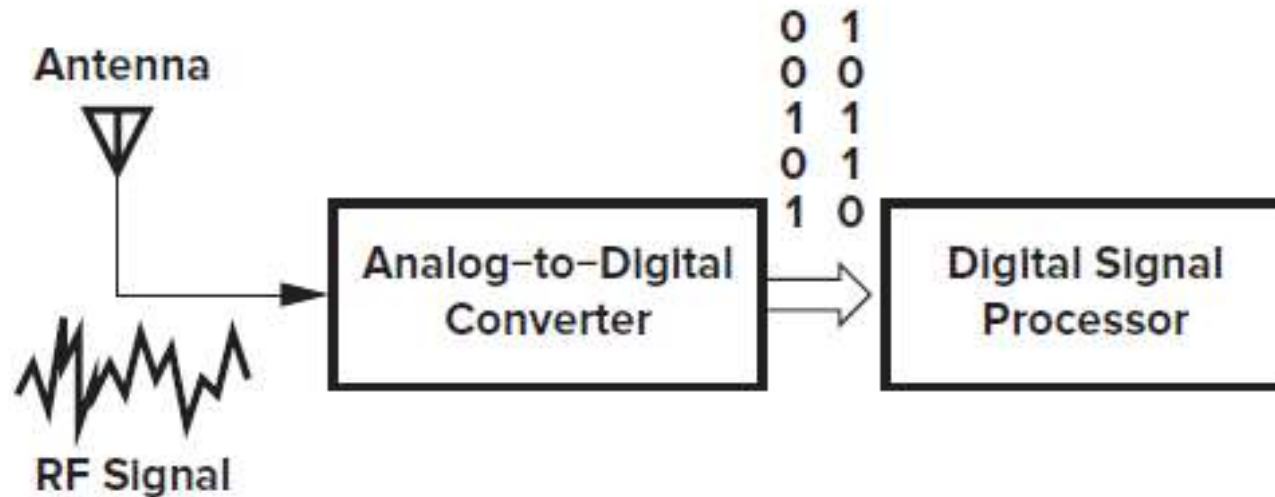 Antenna
RF Signal
Analog-to-Digital
Converter
0 1
0 0
1 1
0 1
1 0
Digital Signal
Processor